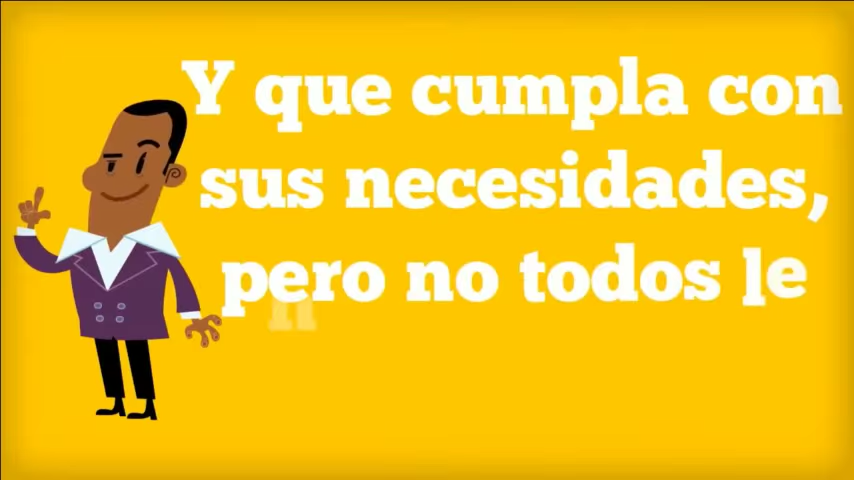 Y que cumpla con
sus necesidades,
pero no todos le
n